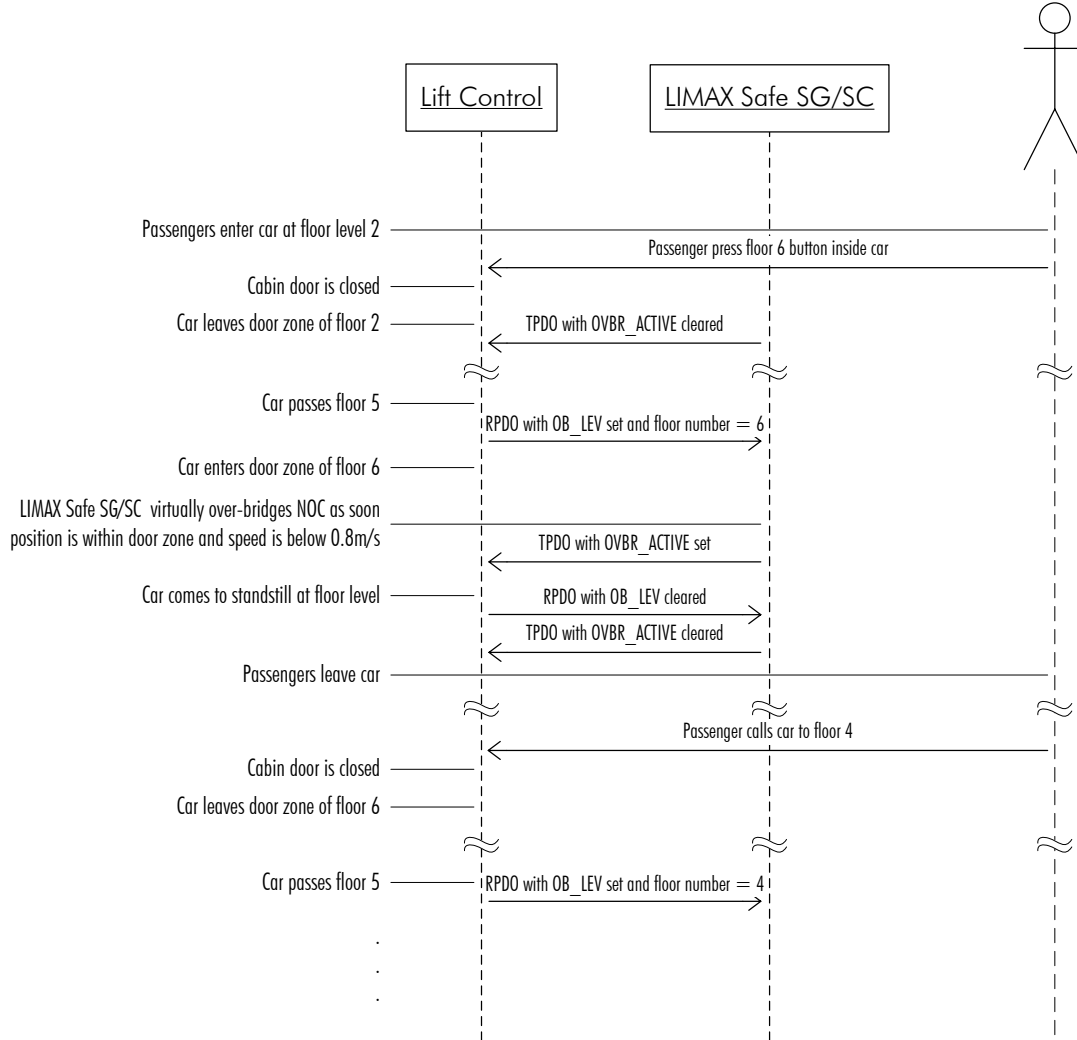 Lift Control
LIMAX Safe SG/SC
Passengers enter car at floor level 2
Passenger press floor 6 button inside car
Cabin door is closed
Car leaves door zone of floor 2
TPDO with OVBR_ACTIVE cleared
Car passes floor 5
RPDO with OB_LEV set and floor number = 6
Car enters door zone of floor 6
LIMAX Safe SG/SC virtually over-bridges NOC as soon
position is within door zone and speed is below 0.8m/s
TPDO with OVBR_ACTIVE set
Car comes to standstill at floor level
RPDO with OB_LEV cleared
TPDO with OVBR_ACTIVE cleared
Passengers leave car
Passenger calls car to floor 4
Cabin door is closed
Car leaves door zone of floor 6
Car passes floor 5
RPDO with OB_LEV set and floor number = 4
.
.
.